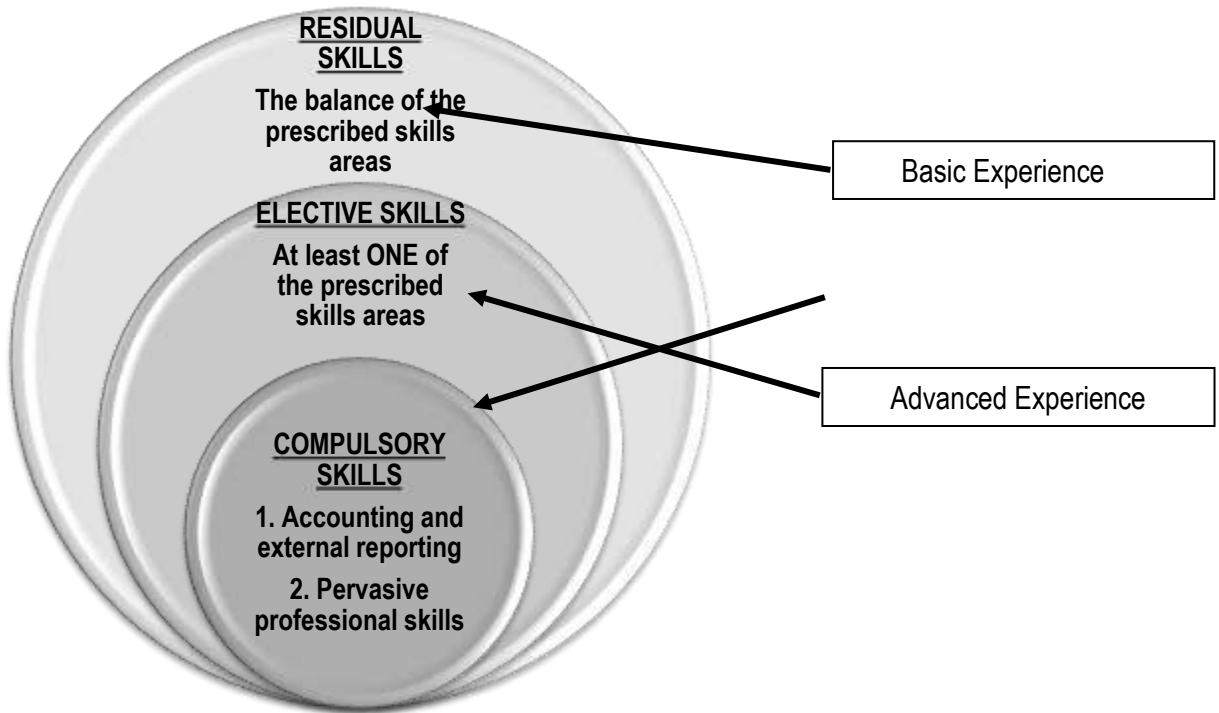 RESIDUAL
SKILLS
The balance of the
prescribed skills
areas
Basic Experience
ELECTIVE SKILLS
At least ONE of
the prescribed
skills areas
Advanced Experience
COMPULSORY
SKILLS
1. Accounting and
external reporting
2. Pervasive
professional skills